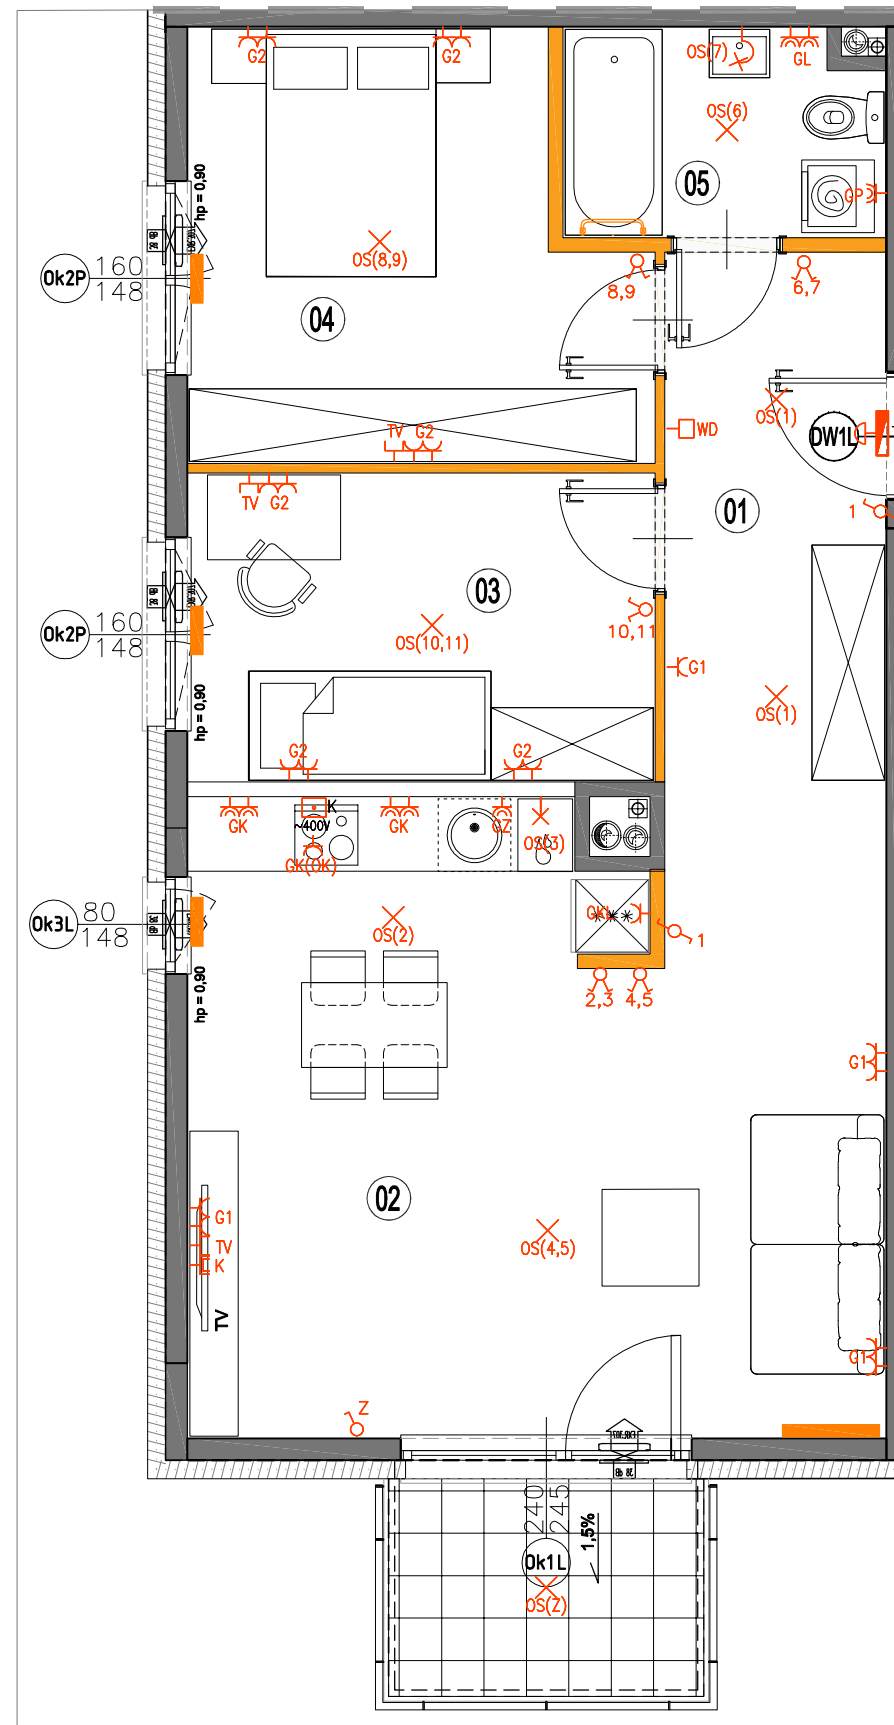 G2
G2
OS(7)
GL
OS(6)
05
GP
hp = 0,90
OS(8,9)
Ok2P
160
148
8,9
6,7
04
OS(1)
TV
G2
WD
DW1L
TV
G2
01
1
03
Ok2P
160
148
10,11
OS(10,11)
G1
hp = 0,90
OS(1)
G2
G2
K
GK
~400V
GK
GZ
OS(3)
GK(OK)
Ok3L
80
148
OS(2)
GKL
1
hp = 0,90
2,3
4,5
G1
02
G1
TV
K
OS(4,5)
TV
G1
Z
240
245
1,5%
Ok1L
OS(Z)